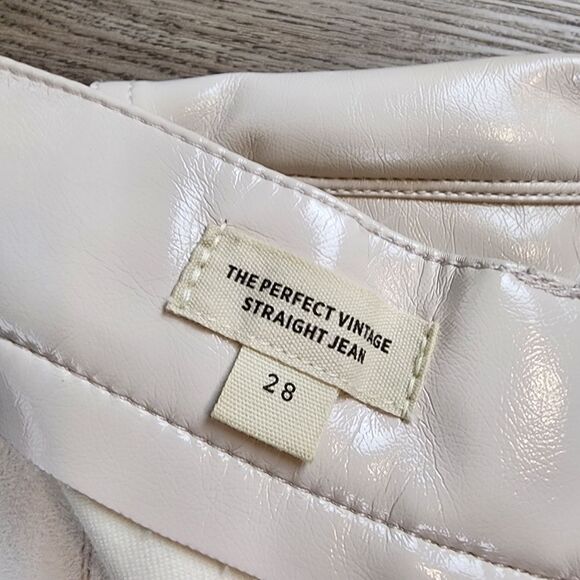 THE PERFECT VINTAGE
STRAIGHT JEAN
28